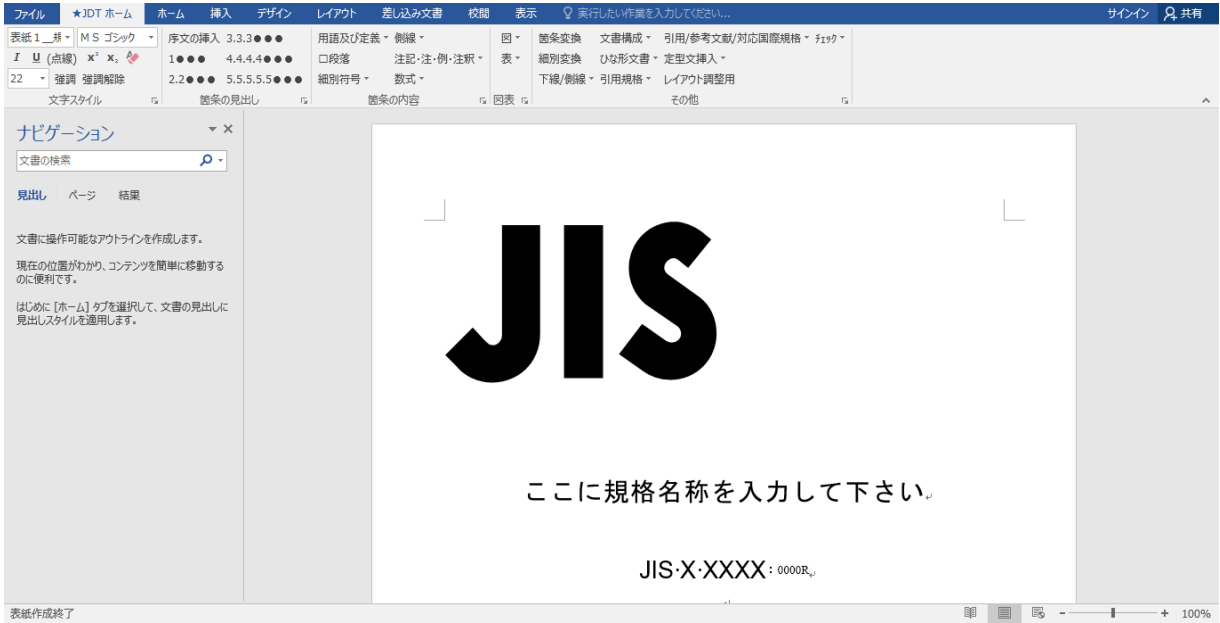 ファイル ★JDT ホーム ホーム 挿入 デザイン レイアウト 差し込み文書 校閲 表示 実行したい作業を入力してください... サインイン 共有
表紙1__規 ＭＳ ゴシック 序文の挿入 3.3.3●●● 用語及び定義 側線 図 箇条変換 文書構成 引用/参考文献/対応国際規格 ﾁｪｯｸ
I U (点線) x² x₂ 1●●● 4.4.4.4●●● □段落 注記·注·例·注釈 表 細別変換 ひな形文書 定型文挿入
22 強調 強調解除 2.2●●● 5.5.5.5.5●●● 細別符号 数式 下線/側線 引用規格 レイアウト調整用
文字スタイル 箇条の見出し 箇条の内容 図表 その他
ナビゲーション
文書の検索
見出し ページ 結果
文書に操作可能なアウトラインを作成します。
現在の位置がわかり、コンテンツを簡単に移動する
のに便利です。
はじめに [ホーム] タブを選択して、文書の見出しに
見出しスタイルを適用します。
JIS
ここに規格名称を入力して下さい
JIS·X·XXXX：0000R
表紙作成終了 100%